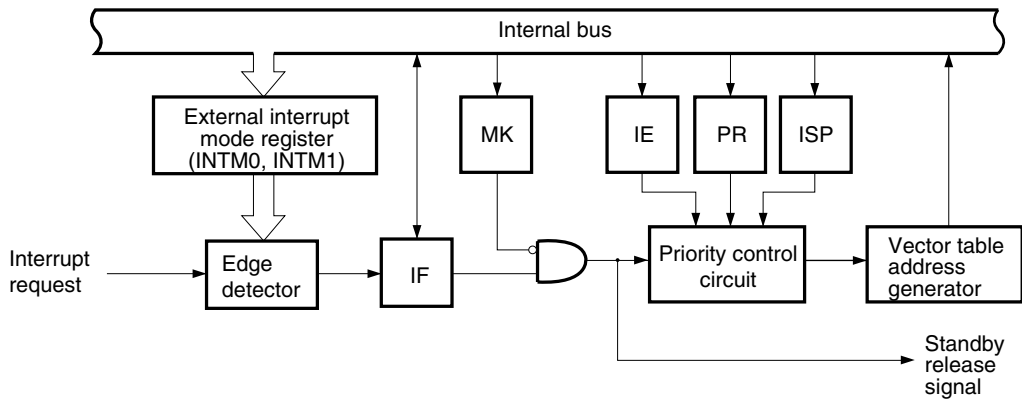 Internal bus
External interrupt
mode register
(INTM0, INTM1)
MK
IE
PR
ISP
Interrupt
request
Edge
detector
IF
Priority control
circuit
Vector table
address
generator
Standby
release
signal